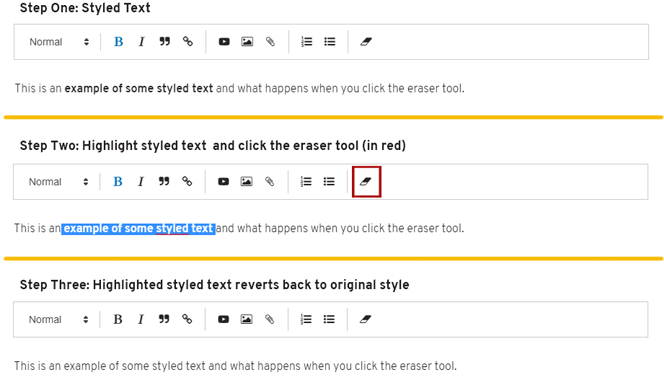 Step One: Styled Text
Normal B I
This is an example of some styled text and what happens when you click the eraser tool.
Step Two: Highlight styled text and click the eraser tool (in red)
Normal B I
This is an example of some styled text and what happens when you click the eraser tool.
Step Three: Highlighted styled text reverts back to original style
Normal B I
This is an example of some styled text and what happens when you click the eraser tool.